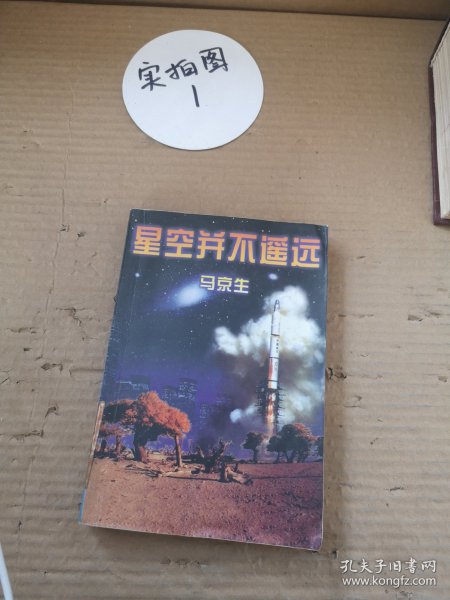 实拍图
1
星空并不遥远
马京生
孔夫子旧书网
www.kongfz.com